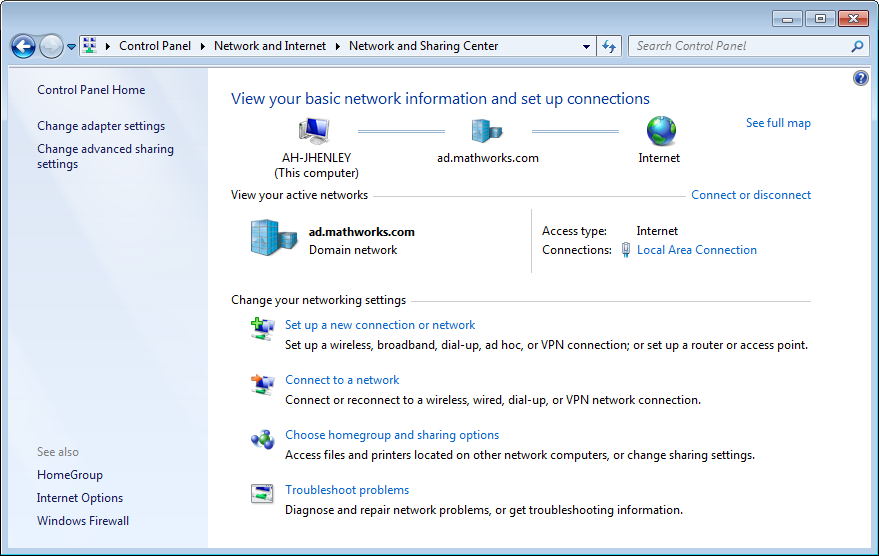 Control Panel
Network and Internet
Network and Sharing Center
Search Control Panel
Control Panel Home
Change adapter settings
Change advanced sharing
settings
View your basic network information and set up connections
See full map
AH-JHENLEY
(This computer)
ad.mathworks.com
Internet
View your active networks
Connect or disconnect
ad.mathworks.com
Domain network
Access type: Internet
Connections: Local Area Connection
Change your networking settings
Set up a new connection or network
Set up a wireless, broadband, dial-up, ad hoc, or VPN connection; or set up a router or access point.
Connect to a network
Connect or reconnect to a wireless, wired, dial-up, or VPN network connection.
Choose homegroup and sharing options
Access files and printers located on other network computers, or change sharing settings.
Troubleshoot problems
Diagnose and repair network problems, or get troubleshooting information.
See also
HomeGroup
Internet Options
Windows Firewall